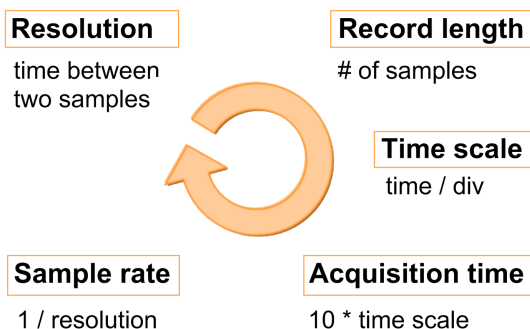 Resolution
time between
two samples
Record length
# of samples
Time scale
time / div
Acquisition time
10 * time scale
Sample rate
1 / resolution